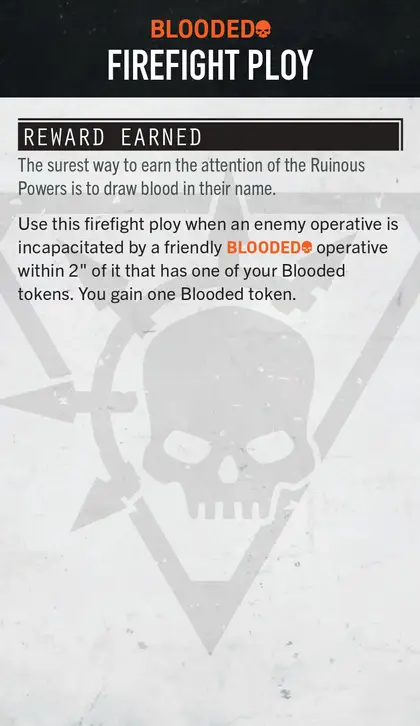 BLOODED
FIREFIGHT PLOY
REWARD EARNED
The surest way to earn the attention of the Ruinous
Powers is to draw blood in their name.
Use this firefight ploy when an enemy operative is
incapacitated by a friendly BLOODED operative
within 2" of it that has one of your Blooded
tokens. You gain one Blooded token.